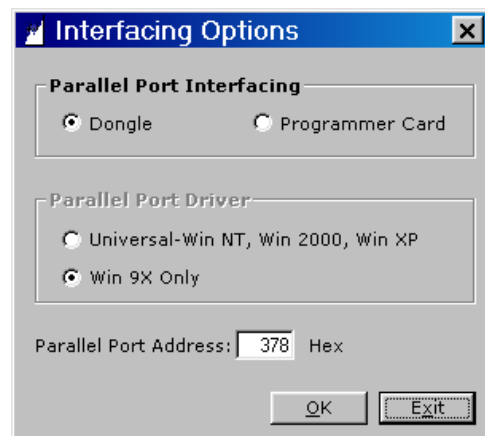 Interfacing Options
Parallel Port Interfacing
Dongle Programmer Card
Parallel Port Driver
Universal-Win NT, Win 2000, Win XP
Win 9X Only
Parallel Port Address: 378 Hex
OK Exit